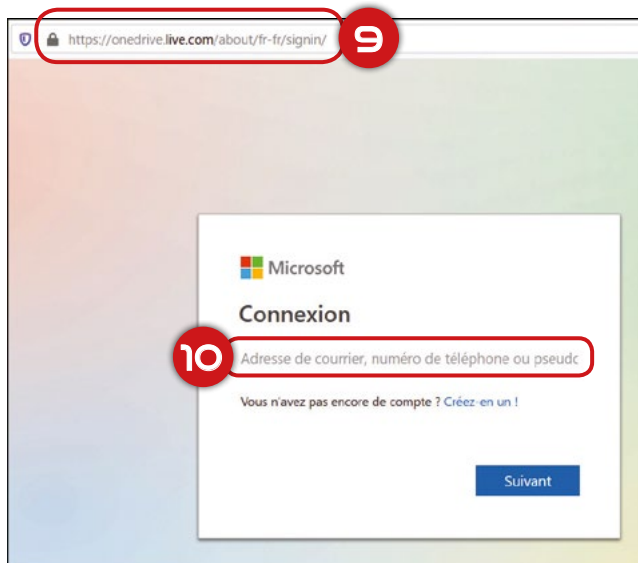 https://onedrive.live.com/about/fr-fr/signin/
9
Microsoft
Connexion
10
Adresse de courrier, numéro de téléphone ou pseudo
Vous n'avez pas encore de compte ? Créez-en un !
Suivant